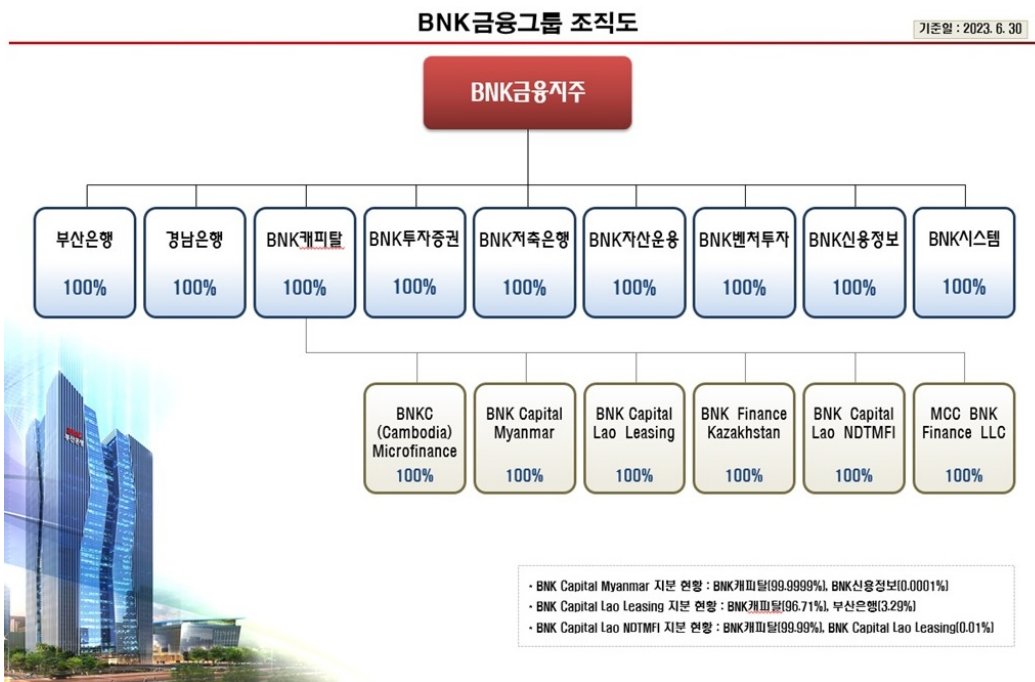 BNK금융그룹 조직도
기준일 : 2023. 6. 30
BNK금융지주
부산은행
100%
경남은행
100%
BNK캐피탈
100%
BNK투자증권
100%
BNK저축은행
100%
BNK자산운용
100%
BNK벤처투자
100%
BNK신용정보
100%
BNK시스템
100%
BNKC
(Cambodia)
Microfinance
100%
BNK Capital
Myanmar
100%
BNK Capital
Lao Leasing
100%
BNK Finance
Kazakhstan
100%
BNK Capital
Lao NDTMFI
100%
MCC BNK
Finance LLC
100%
BNK
부산은행
· BNK Capital Myanmar 지분 현황 : BNK캐피탈(99.9999%), BNK신용정보(0.0001%)
· BNK Capital Lao Leasing 지분 현황 : BNK캐피탈(96.71%), 부산은행(3.29%)
· BNK Capital Lao NDTMFI 지분 현황 : BNK캐피탈(99.99%), BNK Capital Lao Leasing(0.01%)